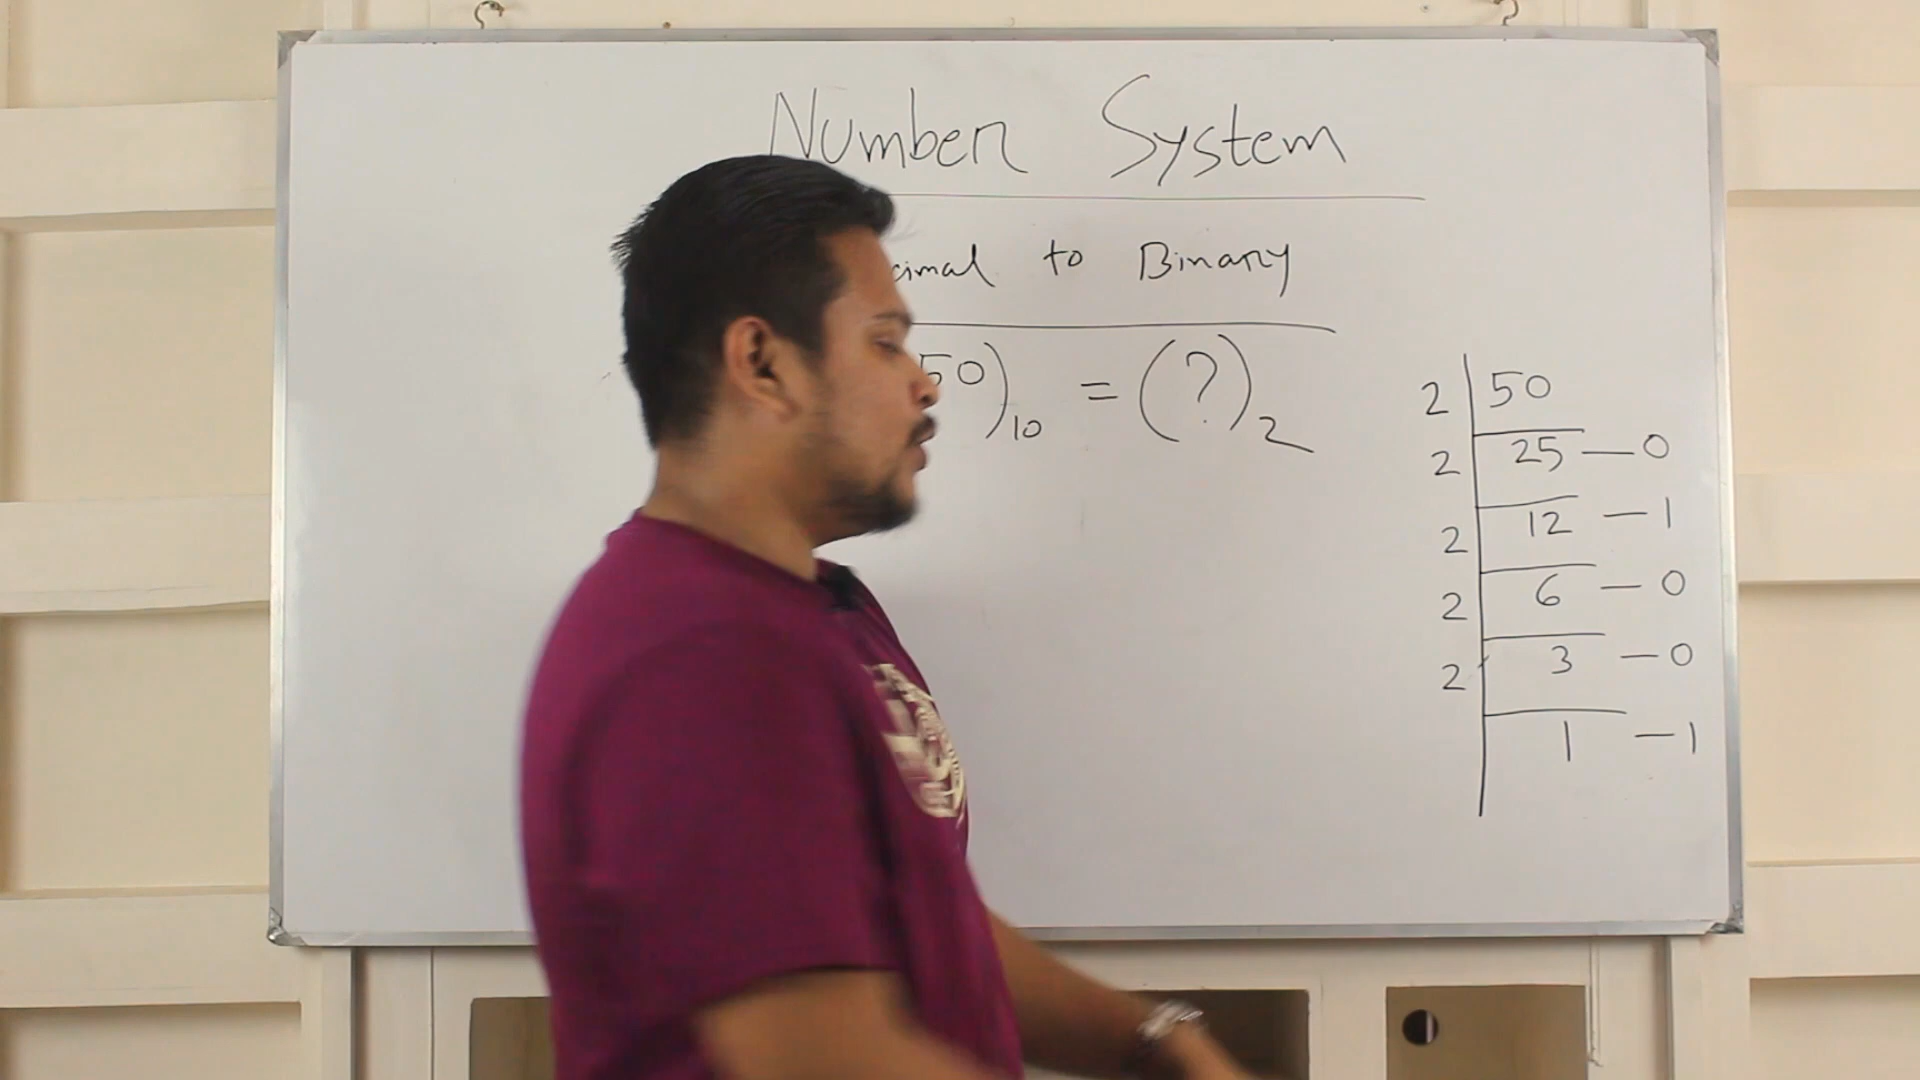 Number System
cimal to Binary
50)10 = (?)2
2 50
2 25 — 0
2 12 — 1
2 6 — 0
2 3 — 0
1 — 1